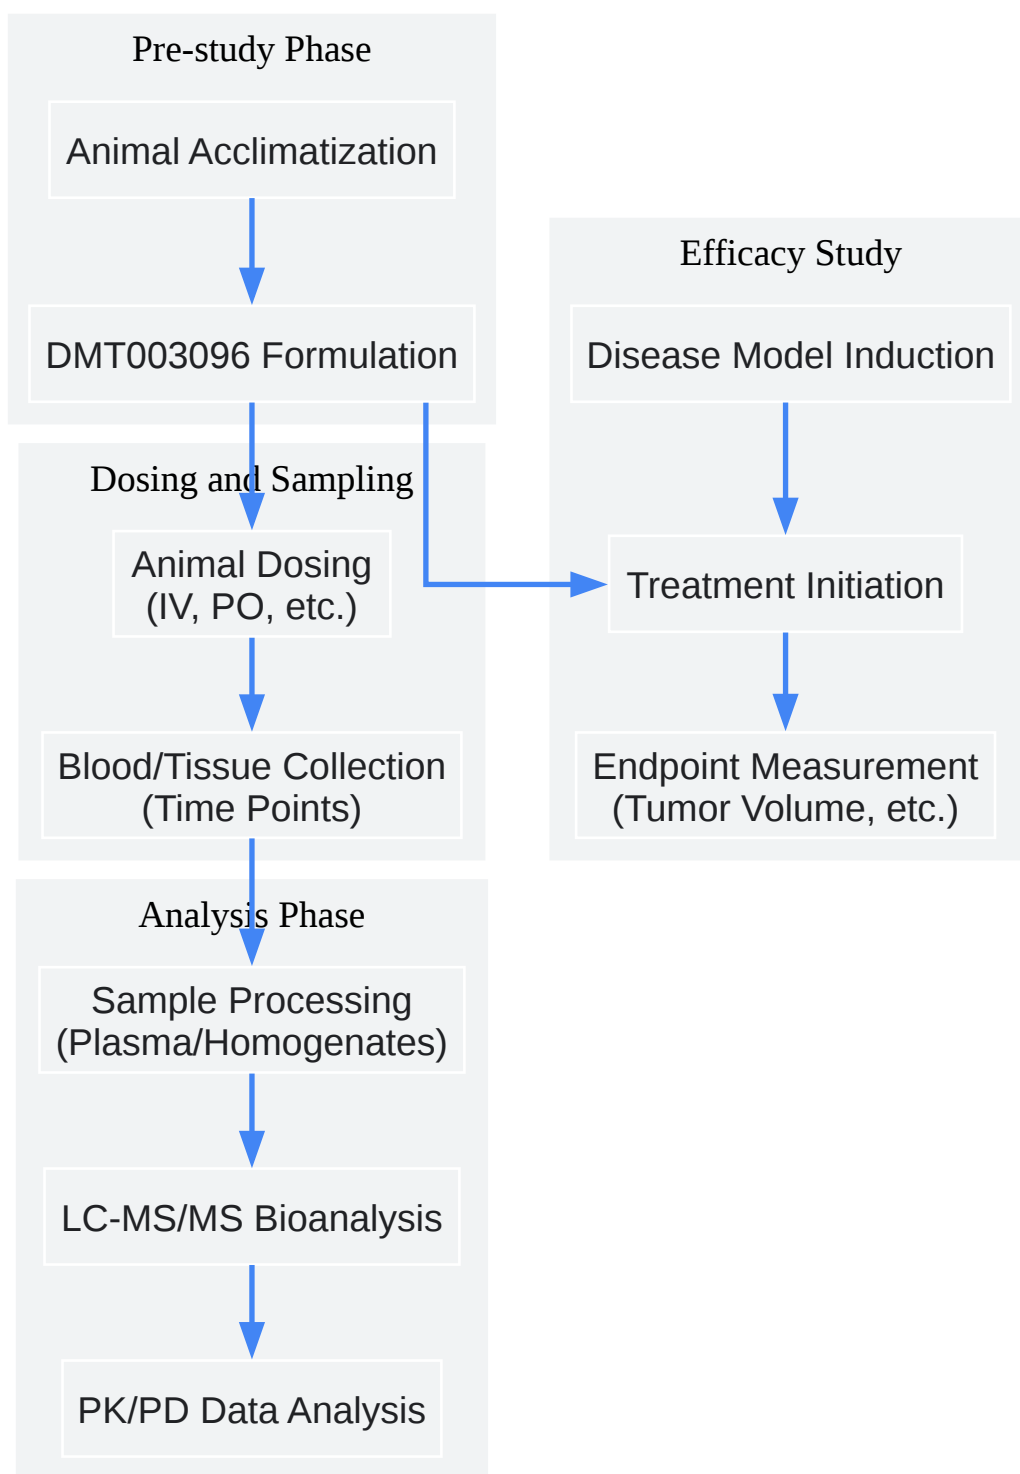 Pre-study Phase
Animal Acclimatization
DMT003096 Formulation
Dosing and Sampling
Animal Dosing
(IV, PO, etc.)
Blood/Tissue Collection
(Time Points)
Analysis Phase
Sample Processing
(Plasma/Homogenates)
LC-MS/MS Bioanalysis
PK/PD Data Analysis
Efficacy Study
Disease Model Induction
Treatment Initiation
Endpoint Measurement
(Tumor Volume, etc.)